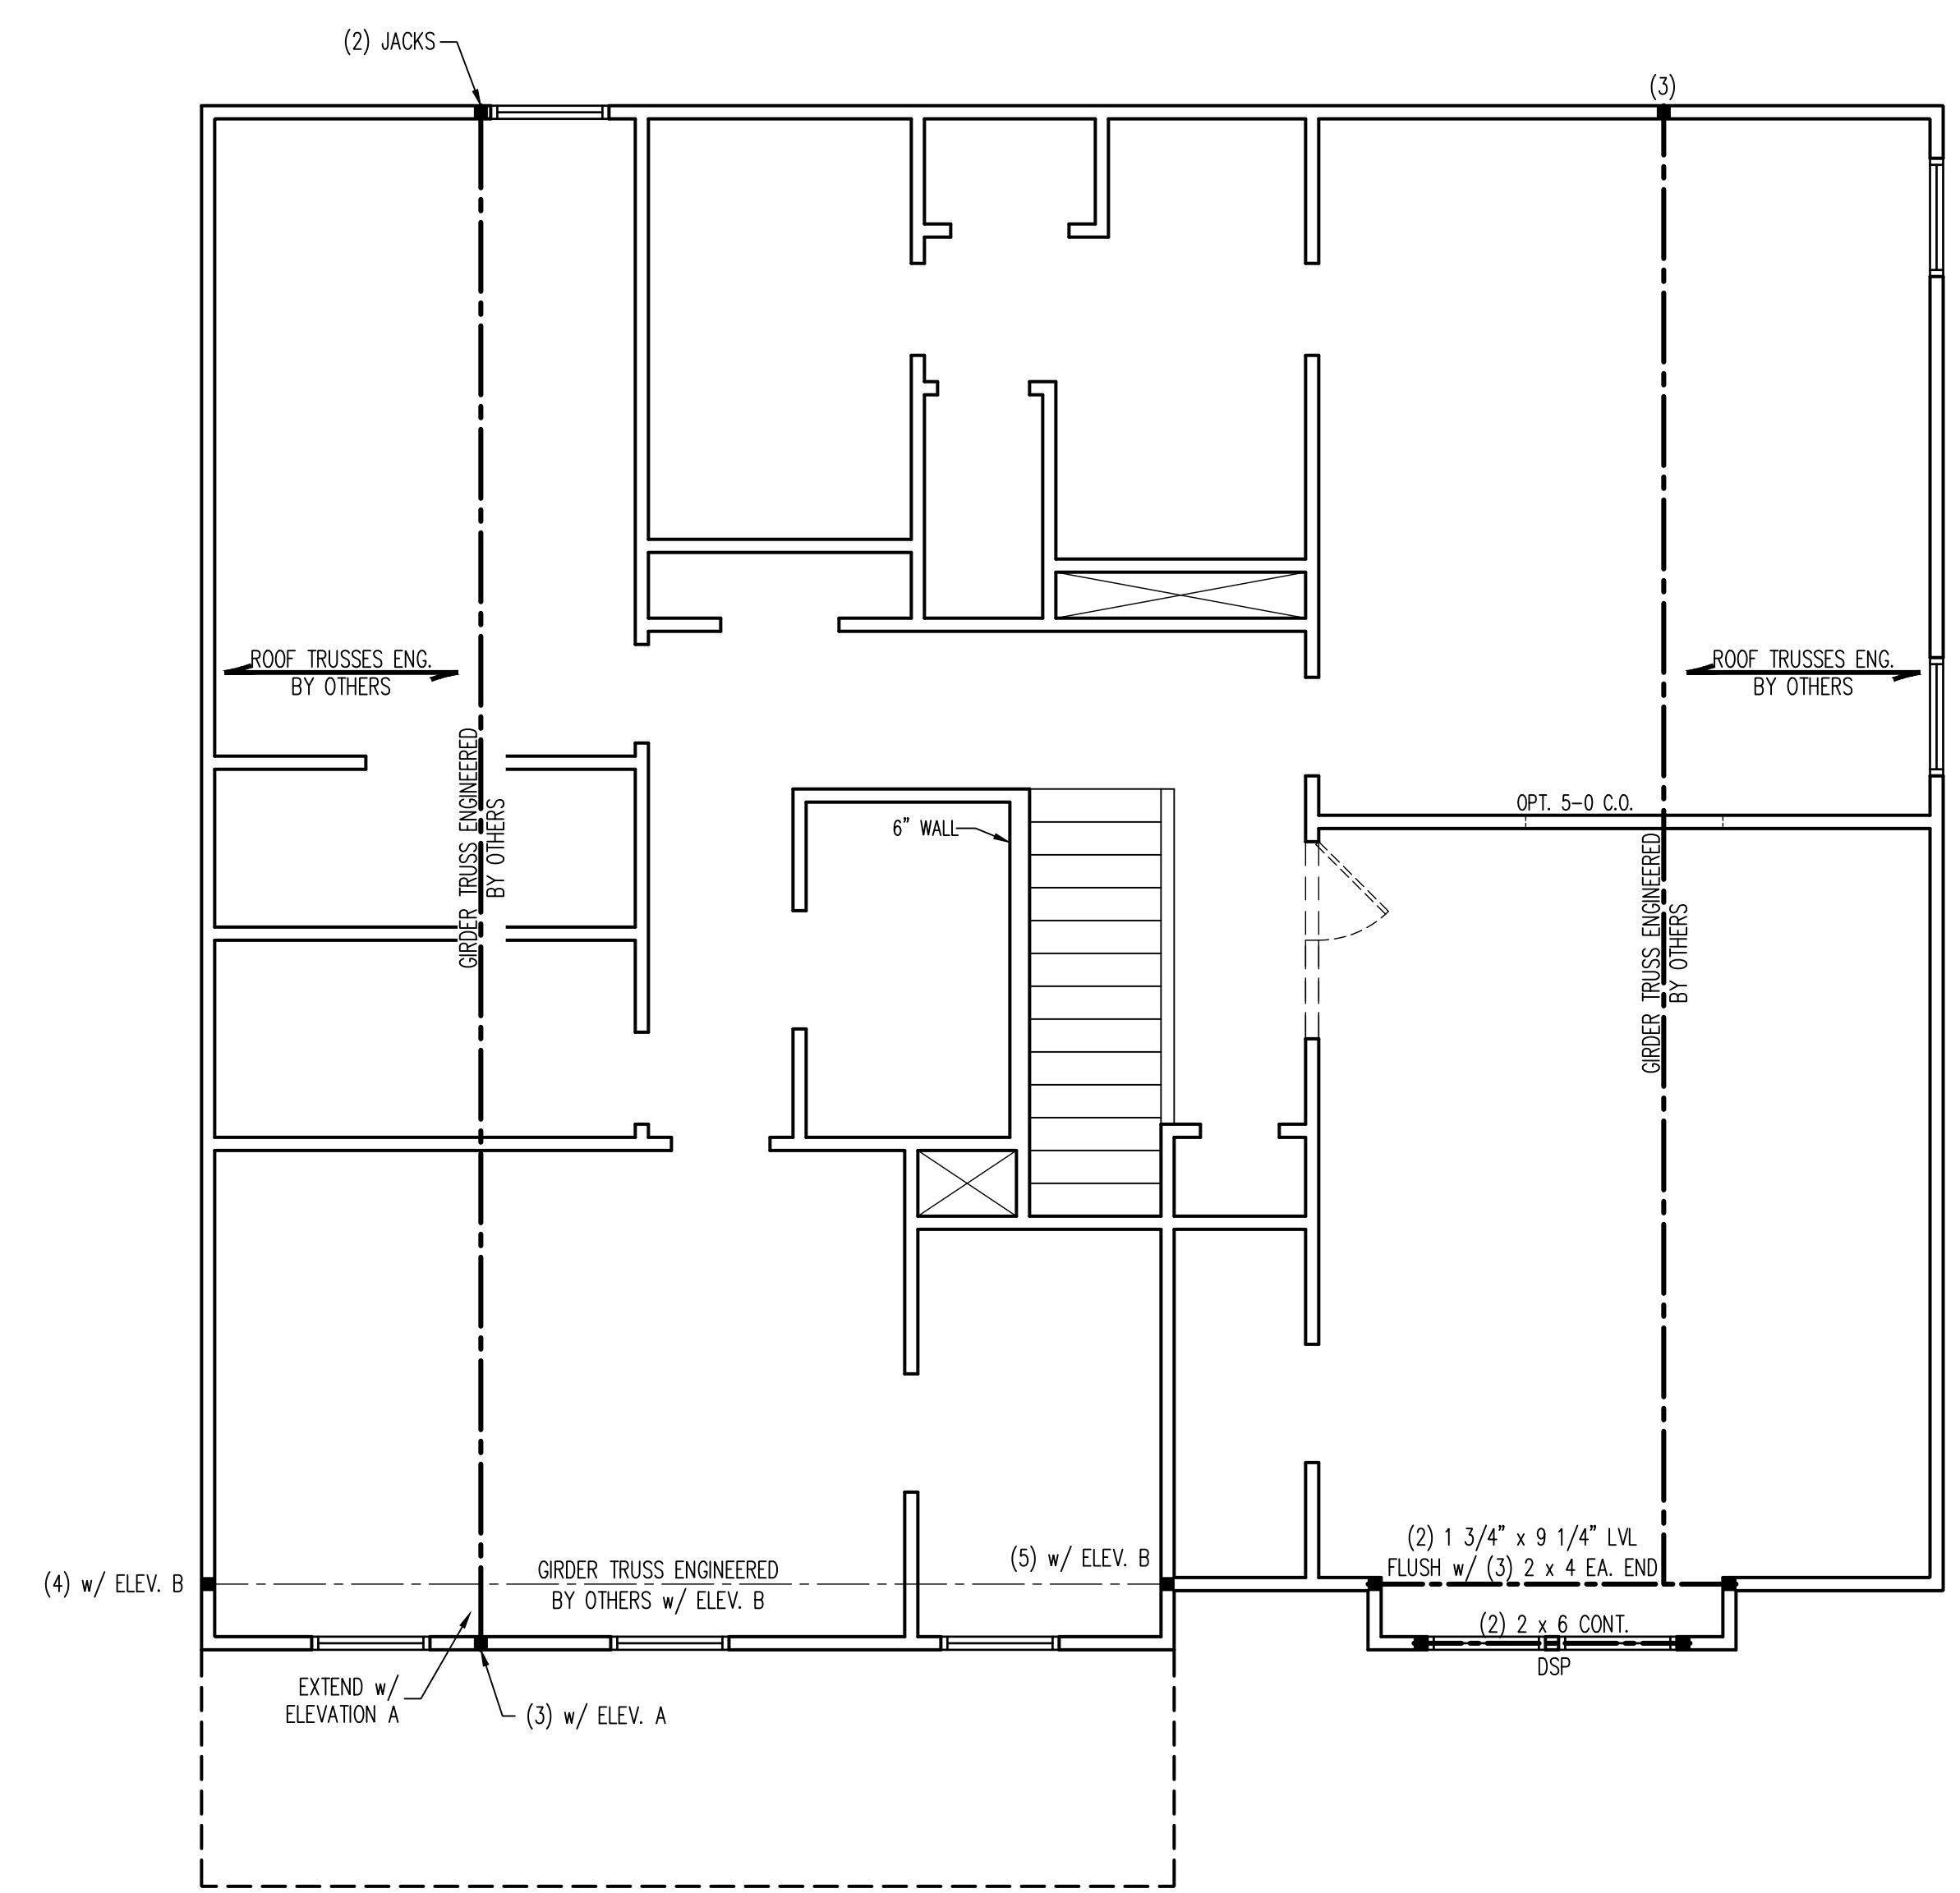 (2) JACKS
(3)
ROOF TRUSSES ENG.
BY OTHERS
ROOF TRUSSES ENG.
BY OTHERS
GIRDER TRUSS ENGINEERED
BY OTHERS
OPT. 5-0 C.O.
6" WALL
GIRDER TRUSS ENGINEERED
BY OTHERS
(2) 1 3/4" x 9 1/4" LVL
FLUSH w/ (3) 2 x 4 EA. END
(5) w/ ELEV. B
(4) w/ ELEV. B
GIRDER TRUSS ENGINEERED
BY OTHERS w/ ELEV. B
(2) 2 x 6 CONT.
DSP
EXTEND w/
ELEVATION A
(3) w/ ELEV. A